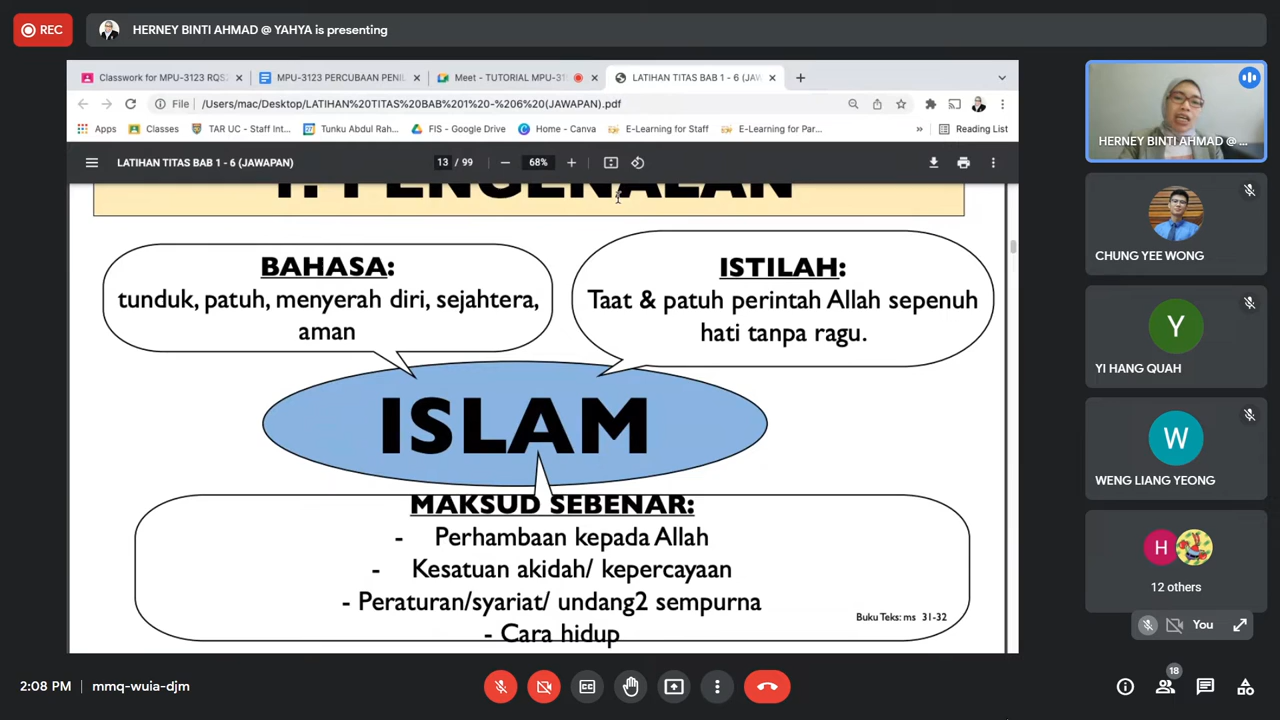 REC
HERNEY BINTI AHMAD @ YAHYA is presenting
Classwork for MPU-3123 RQS
MPU-3123 PERCUBAAN PENIL
Meet - TUTORIAL MPU-31
LATIHAN TITAS BAB 1 - 6 (JAW
File
/Users/mac/Desktop/LATIHAN%20TITAS%20BAB%201%20-%206%20(JAWAPAN).pdf
Apps
Classes
TAR UC - Staff Int...
Tunku Abdul Rah...
FIS - Google Drive
Home - Canva
E-Learning for Staff
E-Learning for Par...
»
Reading List
LATIHAN TITAS BAB 1 - 6 (JAWAPAN)
13 / 99
68%
1. PENGENALAN
BAHASA:
tunduk, patuh, menyerah diri, sejahtera,
aman
ISTILAH:
Taat & patuh perintah Allah sepenuh
hati tanpa ragu.
ISLAM
MAKSUD SEBENAR:
- Perhambaan kepada Allah
- Kesatuan akidah/ kepercayaan
- Peraturan/syariat/ undang2 sempurna
- Cara hidup
Buku Teks: ms 31-32
HERNEY BINTI AHMAD @ ...
CHUNG YEE WONG
Y
YI HANG QUAH
W
WENG LIANG YEONG
H
12 others
You
2:08 PM
mmq-wuia-djm
18